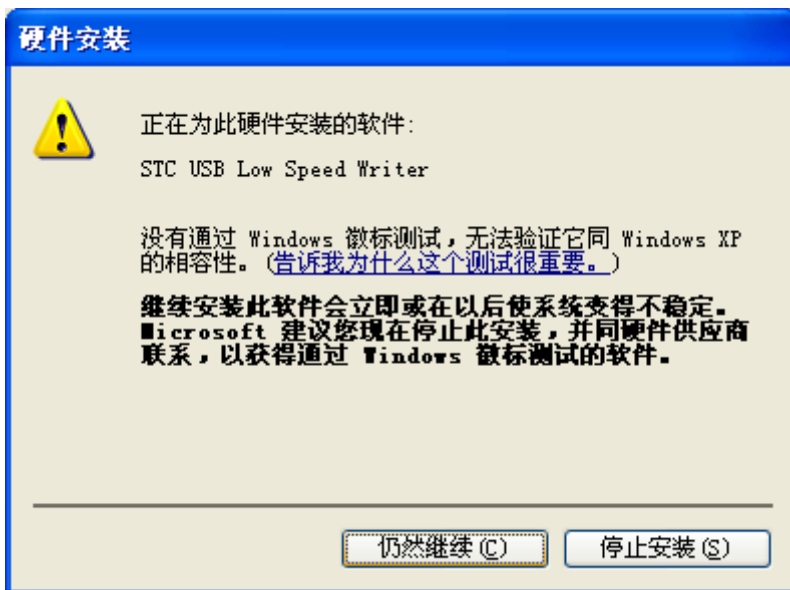 硬件安装
正在为此硬件安装的软件:
STC USB Low Speed Writer
没有通过 Windows 徽标测试，无法验证它同 Windows XP
的相容性。(告诉我为什么这个测试很重要。)
继续安装此软件会立即或在以后使系统变得不稳定。
Microsoft 建议您现在停止此安装，并同硬件供应商
联系，以获得通过 Windows 徽标测试的软件。
仍然继续(C)
停止安装(S)